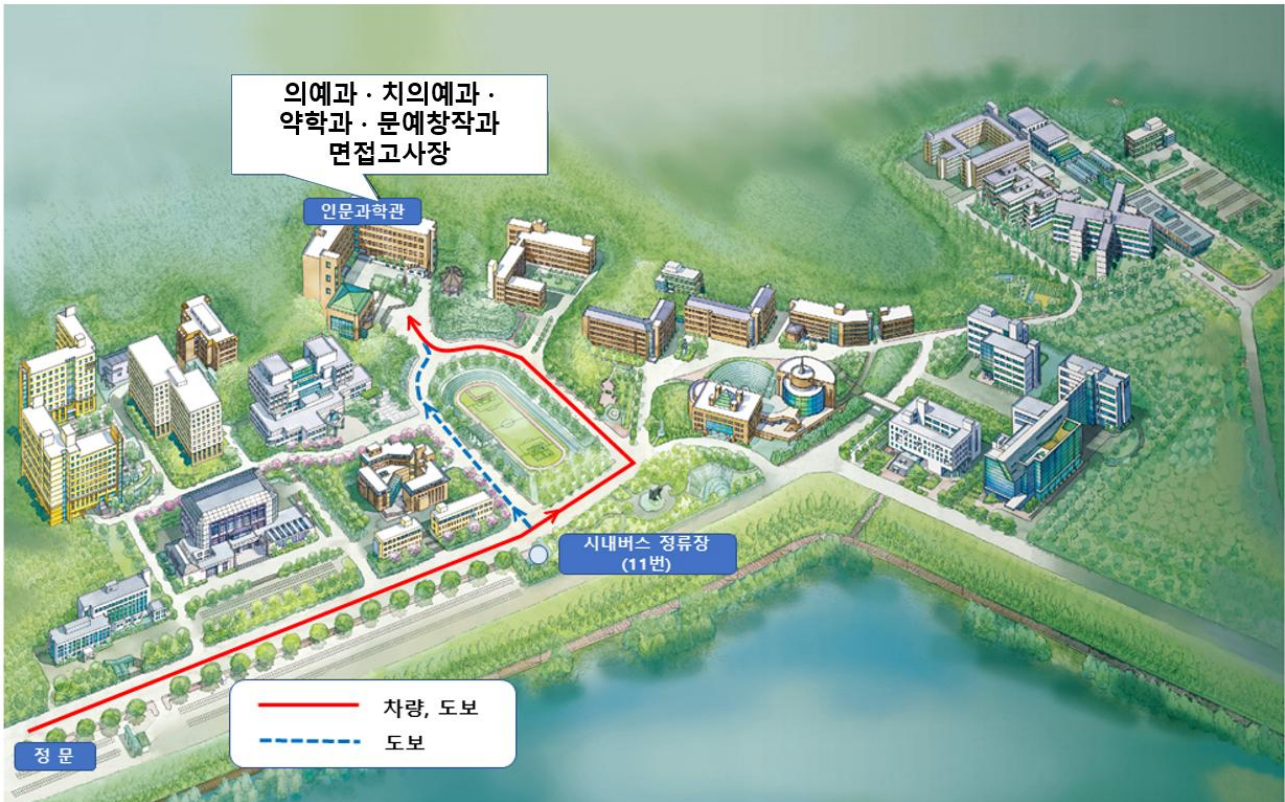 의예과 · 치의예과 ·
약학과 · 문예창작과
면접고사장
인문과학관
시내버스 정류장
(11번)
차량, 도보
도보
정 문